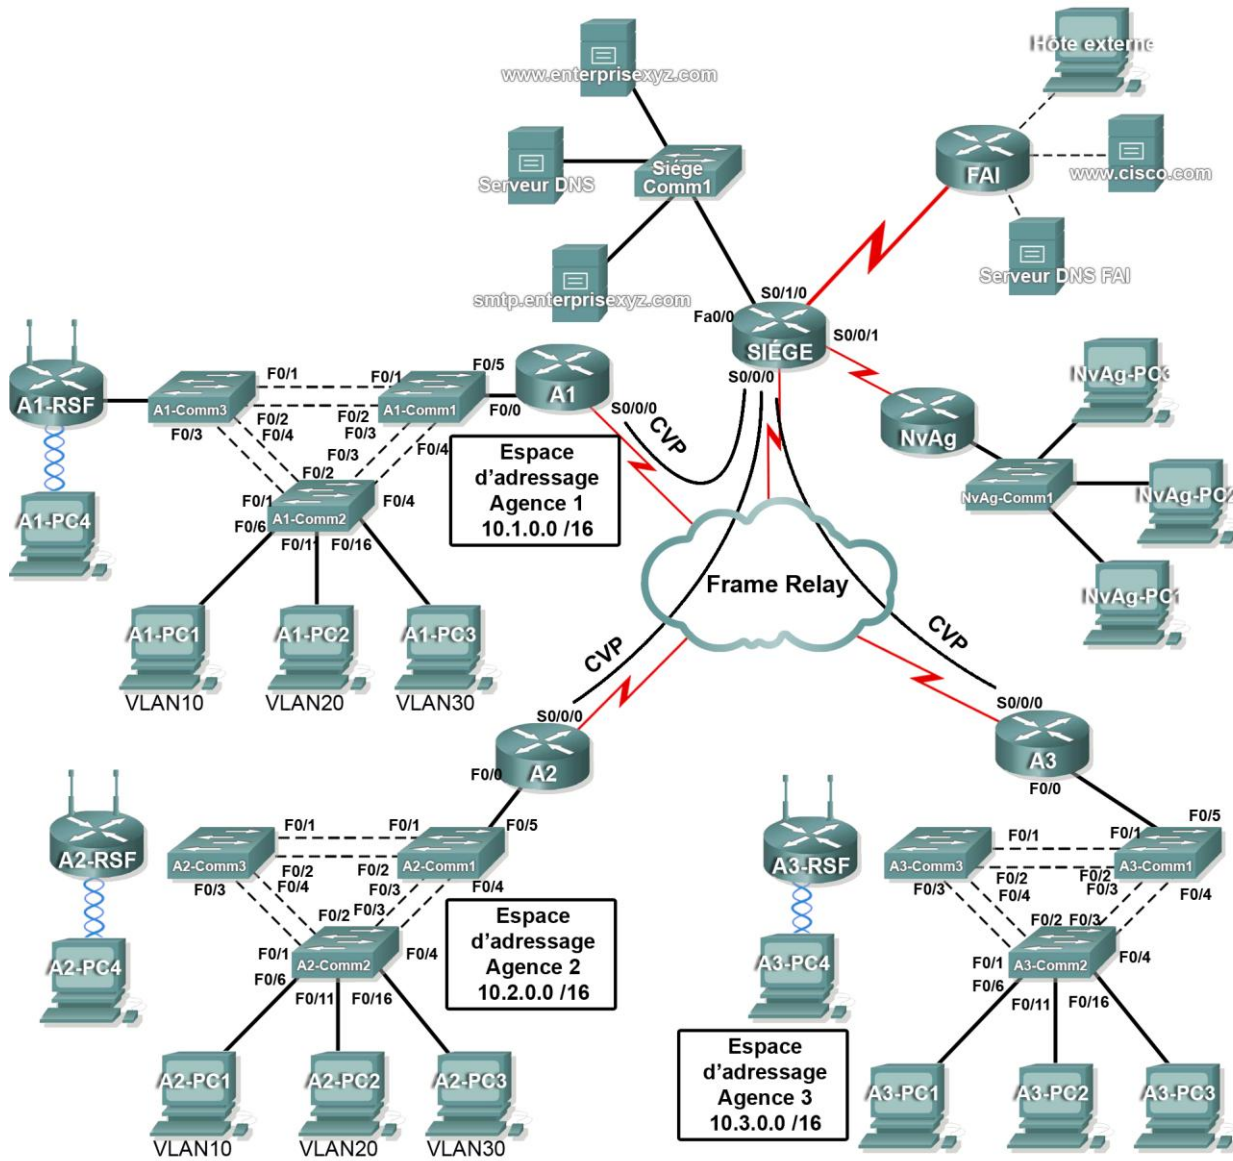 www.enterprisexyz.com
Serveur DNS
Siége
Comm1
smtp.enterprisexyz.com
Hôte externe
FAI
www.cisco.com
Serveur DNS FAI
S0/1/0
Fa0/0
SIÉGE
S0/0/1
S0/0/0
NvAg
NvAg-Comm1
NvAg-PC3
NvAg-PC2
NvAg-PC1
A1-RSF
A1-PC4
A1-Comm3
F0/1
F0/2
F0/4
F0/3
A1-Comm1
F0/1
F0/2
F0/3
F0/5
F0/4
F0/0
A1
S0/0/0
CVP
A1-Comm2
F0/3
F0/2
F0/1
F0/4
F0/6
F0/11
F0/16
Espace
d'adressage
Agence 1
10.1.0.0 /16
A1-PC1
A1-PC2
A1-PC3
VLAN10
VLAN20
VLAN30
Frame Relay
CVP
CVP
S0/0/0
A2
F0/0
S0/0/0
A3
F0/0
A2-RSF
A2-PC4
A2-Comm3
F0/1
F0/2
F0/4
F0/3
A2-Comm1
F0/1
F0/2
F0/3
F0/5
F0/4
A2-Comm2
F0/3
F0/2
F0/1
F0/4
F0/6
F0/11
F0/16
Espace
d'adressage
Agence 2
10.2.0.0 /16
A2-PC1
A2-PC2
A2-PC3
VLAN10
VLAN20
VLAN30
A3-RSF
A3-PC4
A3-Comm3
F0/1
F0/2
F0/4
F0/3
A3-Comm1
F0/1
F0/2
F0/3
F0/5
F0/4
A3-Comm2
F0/2
F0/3
F0/1
F0/4
F0/6
F0/11
F0/16
Espace
d'adressage
Agence 3
10.3.0.0 /16
A3-PC1
A3-PC2
A3-PC3